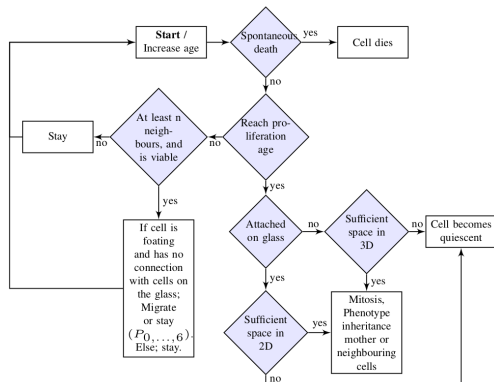 Start /
Increase age
Spontaneous
death
yes
Cell dies
no
At least n
neigh-
bours, and
is viable
Reach pro-
liferation
age
Stay
no
no
yes
yes
If cell is
foating
and has no
connection
with cells on
the glass;
Migrate
or stay
(P0,...,6).
Else; stay.
Attached
on glass
no
Sufficient
space in
3D
no
Cell becomes
quiescent
yes
yes
Sufficient
space in
2D
yes
Mitosis,
Phenotype
inheritance
mother or
neighbouring
cells
no